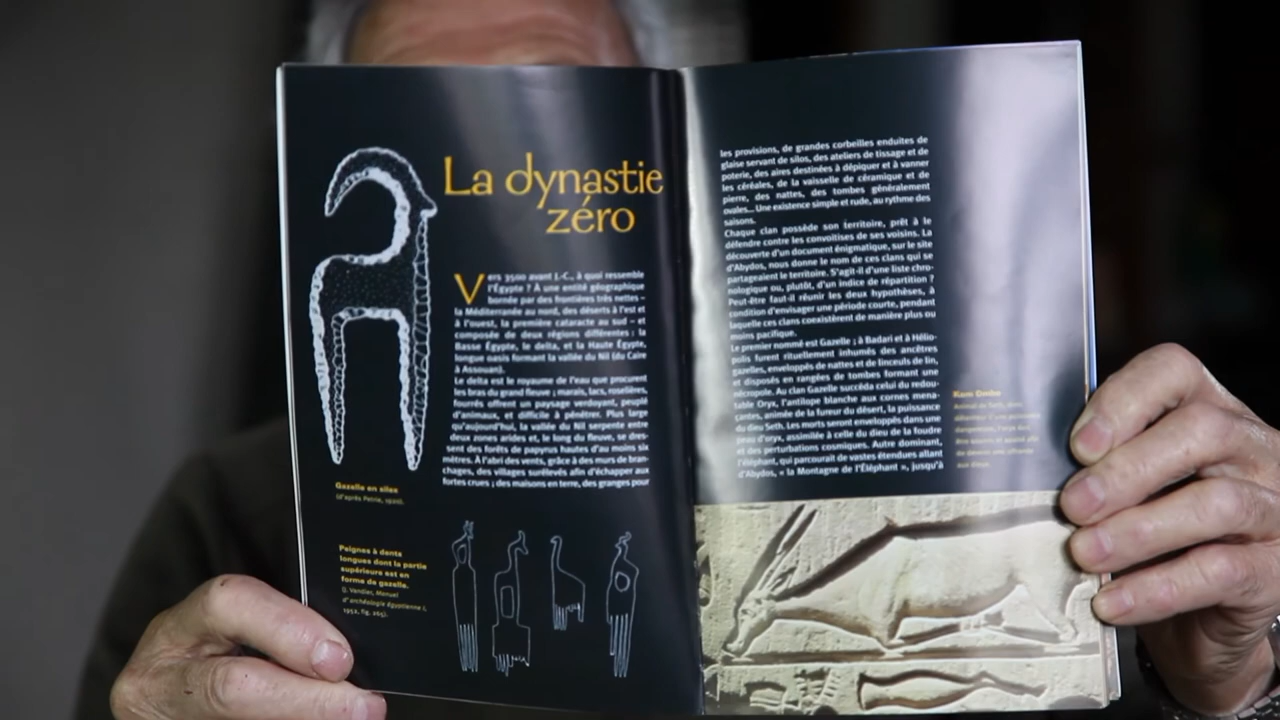 La dynastie
zéro
Vers 3500 avant J.-C., à quoi ressemble
l'Égypte ? À une entité géographique
bornée par des frontières très nettes –
la Méditerranée au nord, des déserts à l'est et
à l'ouest, la première cataracte au sud – et
composée de deux régions différentes : la
Basse Égypte, le delta, et la Haute Égypte,
longue oasis formant la vallée du Nil (du Caire
à Assouan).
Le delta est le royaume de l'eau que procurent
les bras du grand fleuve ; marais, lacs, roselières,
fourrés offrent un paysage verdoyant, peuplé
d'animaux, et difficile à pénétrer. Plus large
qu'aujourd'hui, la vallée du Nil serpente entre
deux zones arides et, le long du fleuve, se dres-
sent des forêts de papyrus hautes d'au moins six
mètres. À l'abri des vents, grâce à des murs de bran-
chages, des villages surélevés afin d'échapper aux
fortes crues ; des maisons en terre, des granges pour
Gazelle en silex
(d'après Petrie, 1920).
Peignes à dents
longues dont la partie
supérieure est en
forme de gazelle.
(J. Vandier, Manuel
d'archéologie égyptienne I,
1952, fig. 265).
les provisions, de grandes corbeilles enduites de
glaise servant de silos, des ateliers de tissage et de
poterie, des aires destinées à dépiquer et à vanner
les céréales, de la vaisselle de céramique et de
pierre, des nattes, des tombes généralement
ovales... Une existence simple et rude, au rythme des
saisons.
Chaque clan possède son territoire, prêt à le
défendre contre les convoitises de ses voisins. La
découverte d'un document énigmatique, sur le site
d'Abydos, nous donne le nom de ces clans qui se
partageaient le territoire. S'agit-il d'une liste chro-
nologique ou, plutôt, d'un indice de répartition ?
Peut-être faut-il réunir les deux hypothèses, à
condition d'envisager une période courte, pendant
laquelle ces clans coexistèrent de manière plus ou
moins pacifique.
Le premier nommé est Gazelle ; à Badari et à Hélio-
polis furent rituellement inhumés des ancêtres
gazelles, enveloppés de nattes et de linceuls de lin,
et disposés en rangées de tombes formant une
nécropole. Au clan Gazelle succéda celui du redou-
table Oryx, l'antilope blanche aux cornes mena-
çantes, animée de la fureur du désert, la puissance
du dieu Seth. Les morts seront enveloppés dans une
peau d'oryx, assimilée à celle du dieu de la foudre
et des perturbations cosmiques. Autre dominant,
l'éléphant, qui parcourait de vastes étendues allant
d'Abydos, « la Montagne de l'Éléphant », jusqu'à
Kom Ombo
Animal de Seth, donc